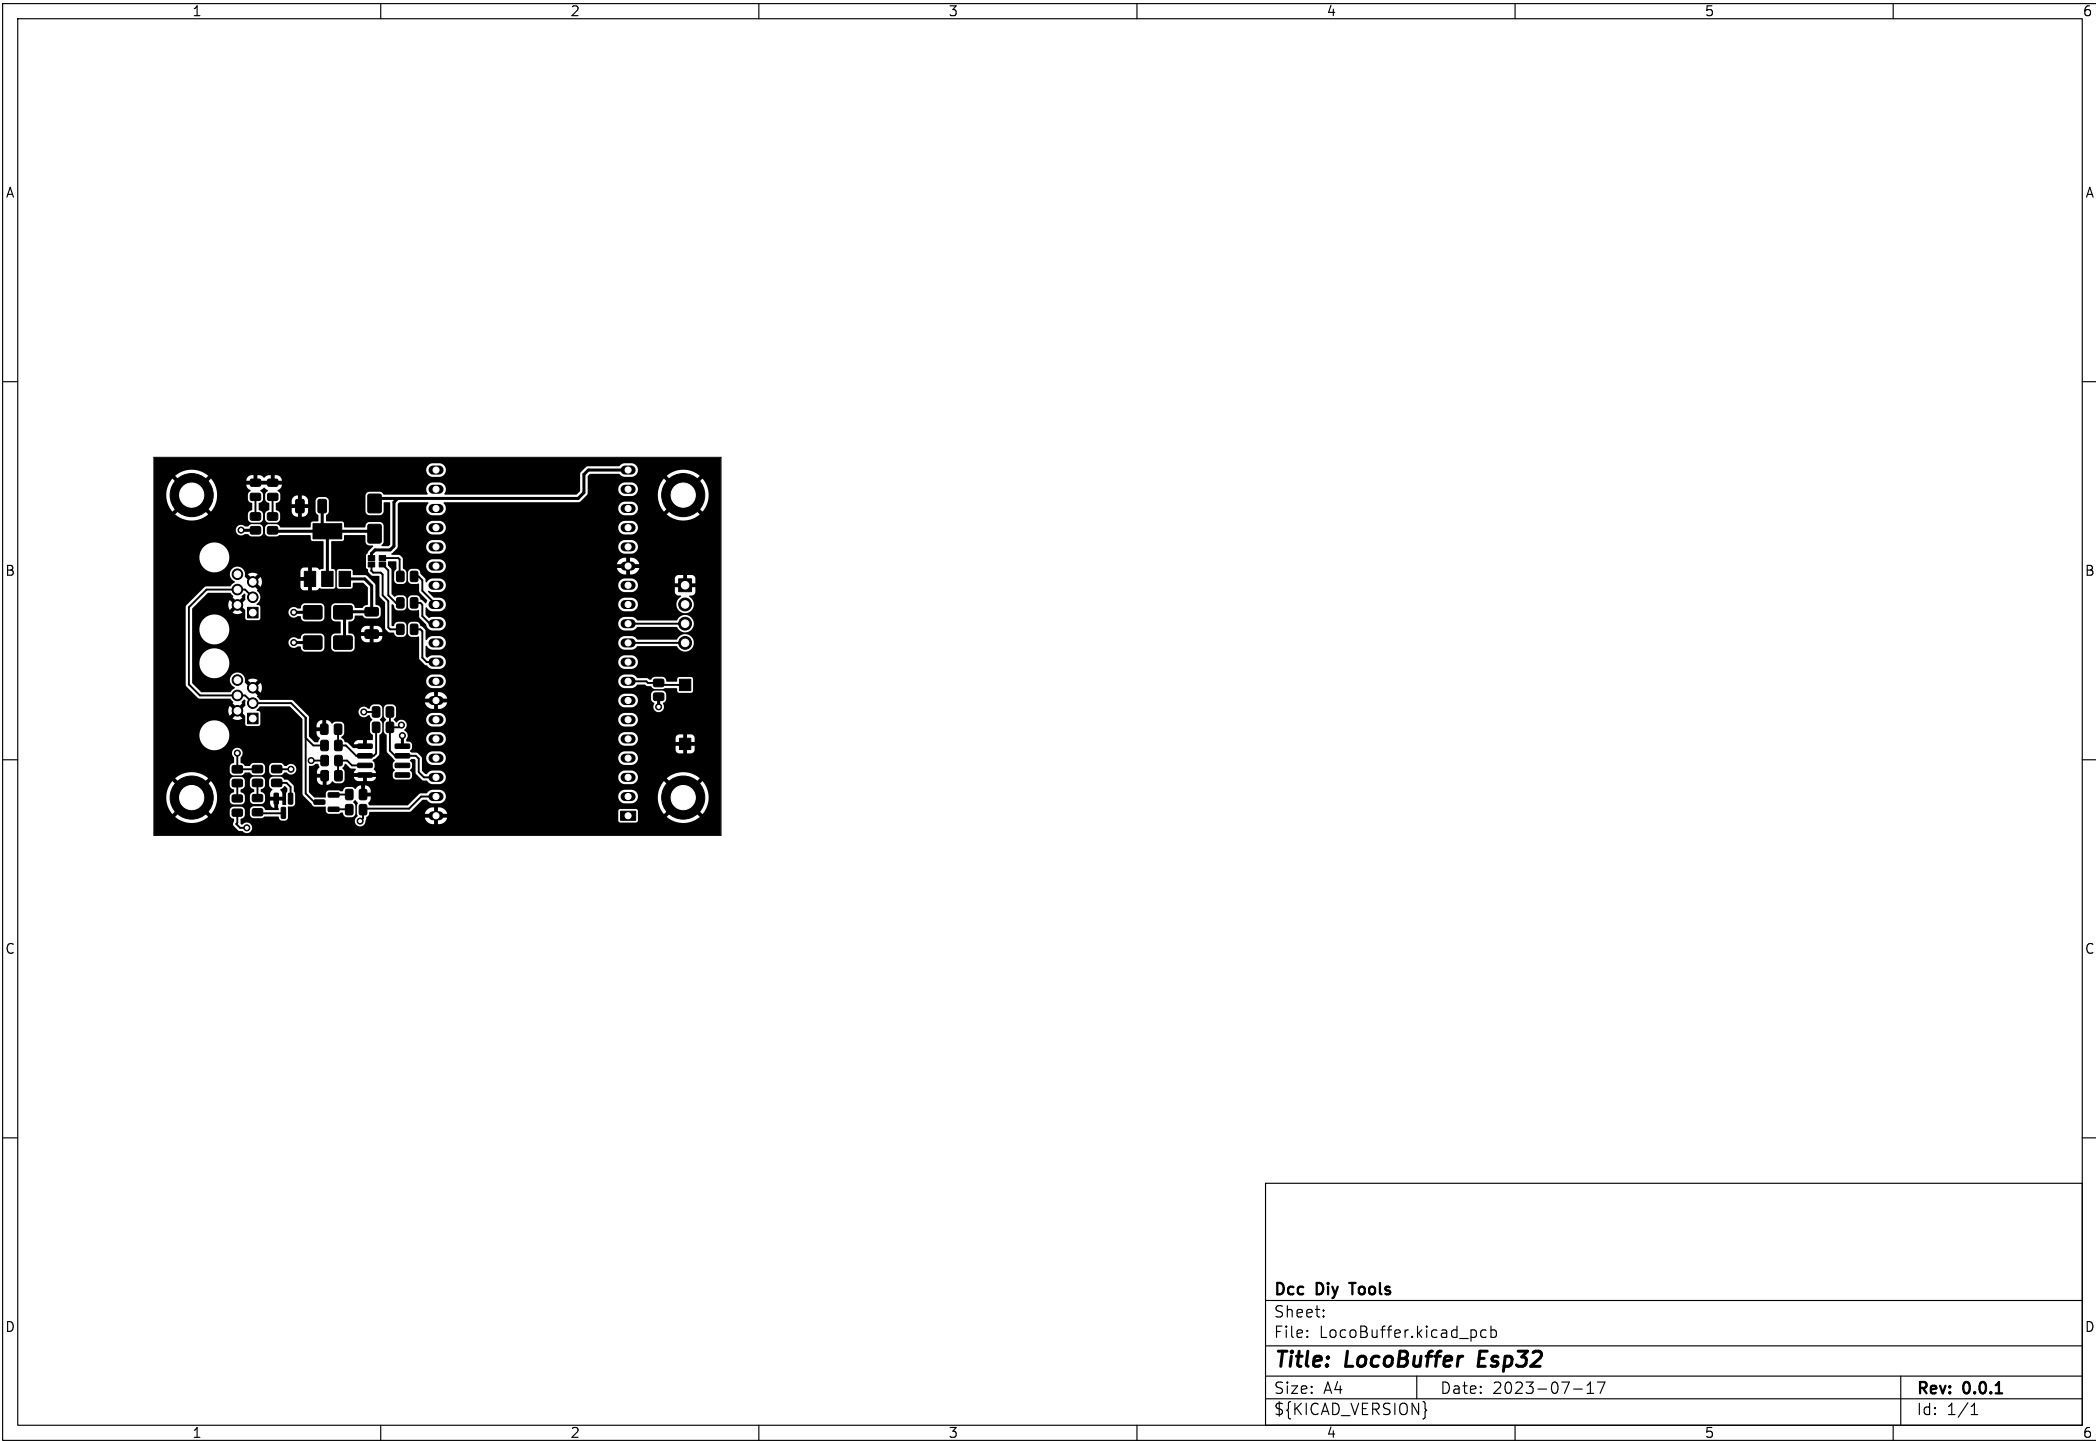 1 2 3 4 5 6
A A
B B
C C
D D
Dcc Diy Tools
Sheet:
File: LocoBuffer.kicad_pcb
Title: LocoBuffer Esp32
Size: A4 Date: 2023-07-17 Rev: 0.0.1
${KICAD_VERSION} Id: 1/1
1 2 3 4 5 6